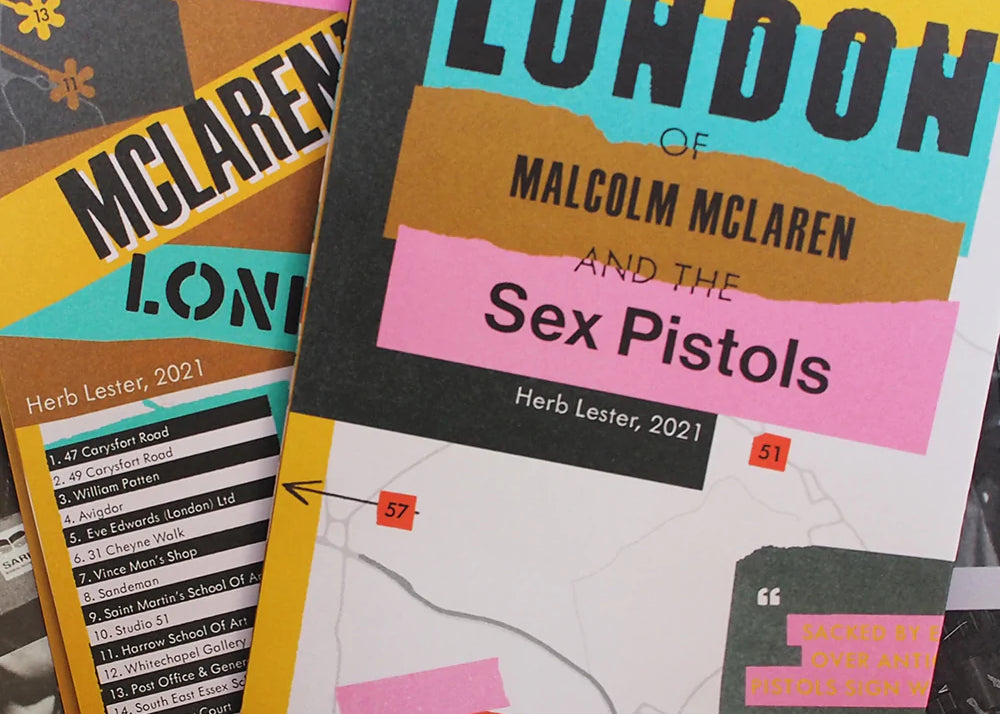 13
11
MCLAREN
LON
Herb Lester, 2021
1. 47 Carysfort Road
2. 49 Carysfort Road
3. William Patten
4. Avigdor
5. Eve Edwards (London) Ltd
6. 31 Cheyne Walk
7. Vince Man's Shop
8. Sandeman
9. Saint Martin's School Of A
10. Studio 51
11. Harrow School Of Art
12. Whitechapel Gallery
13. Post Office & Gener
14. South East Essex Sc
Court
LONDON
OF
MALCOLM MCLAREN
AND THE
Sex Pistols
Herb Lester, 2021
51
57
“
SACKED BY E
OVER ANTI
PISTOLS SIGN W